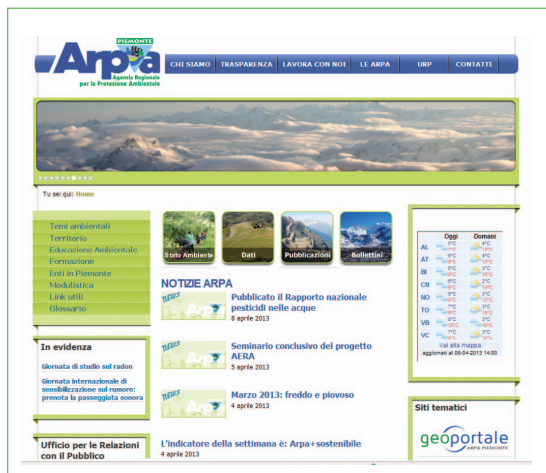 PIEMONTE
Arpa
Agenzia Regionale
per la Protezione Ambientale
CHI SIAMO TRASPARENZA LAVORA CON NOI LE ARPA URP CONTATTI
Tu sei qui: Home
Temi ambientali
Territorio
Educazione Ambientale
Formazione
Enti in Piemonte
Modulistica
Link utili
Glossario
In evidenza
Giornata di studio sul radon
Giornata internazionale di
sensibilizzazione sul rumore:
prenota la passeggiata sonora
Ufficio per le Relazioni
con il Pubblico
Stato Ambiente Dati Pubblicazioni Bollettini
NOTIZIE ARPA
NEWS
Pubblicato il Rapporto nazionale
pesticidi nelle acque
8 aprile 2013
NEWS
Seminario conclusivo del progetto
AERA
5 aprile 2013
NEWS
Marzo 2013: freddo e piovoso
4 aprile 2013
L'indicatore della settimana è: Arpa+sostenibile
4 aprile 2013
Oggi Domani
AL
AT
BI
CN
NO
TO
VB
VC
Vai alla mappa
aggiornati al 08-04-2013 14:00
Siti tematici
geoportale
ARPA PIEMONTE